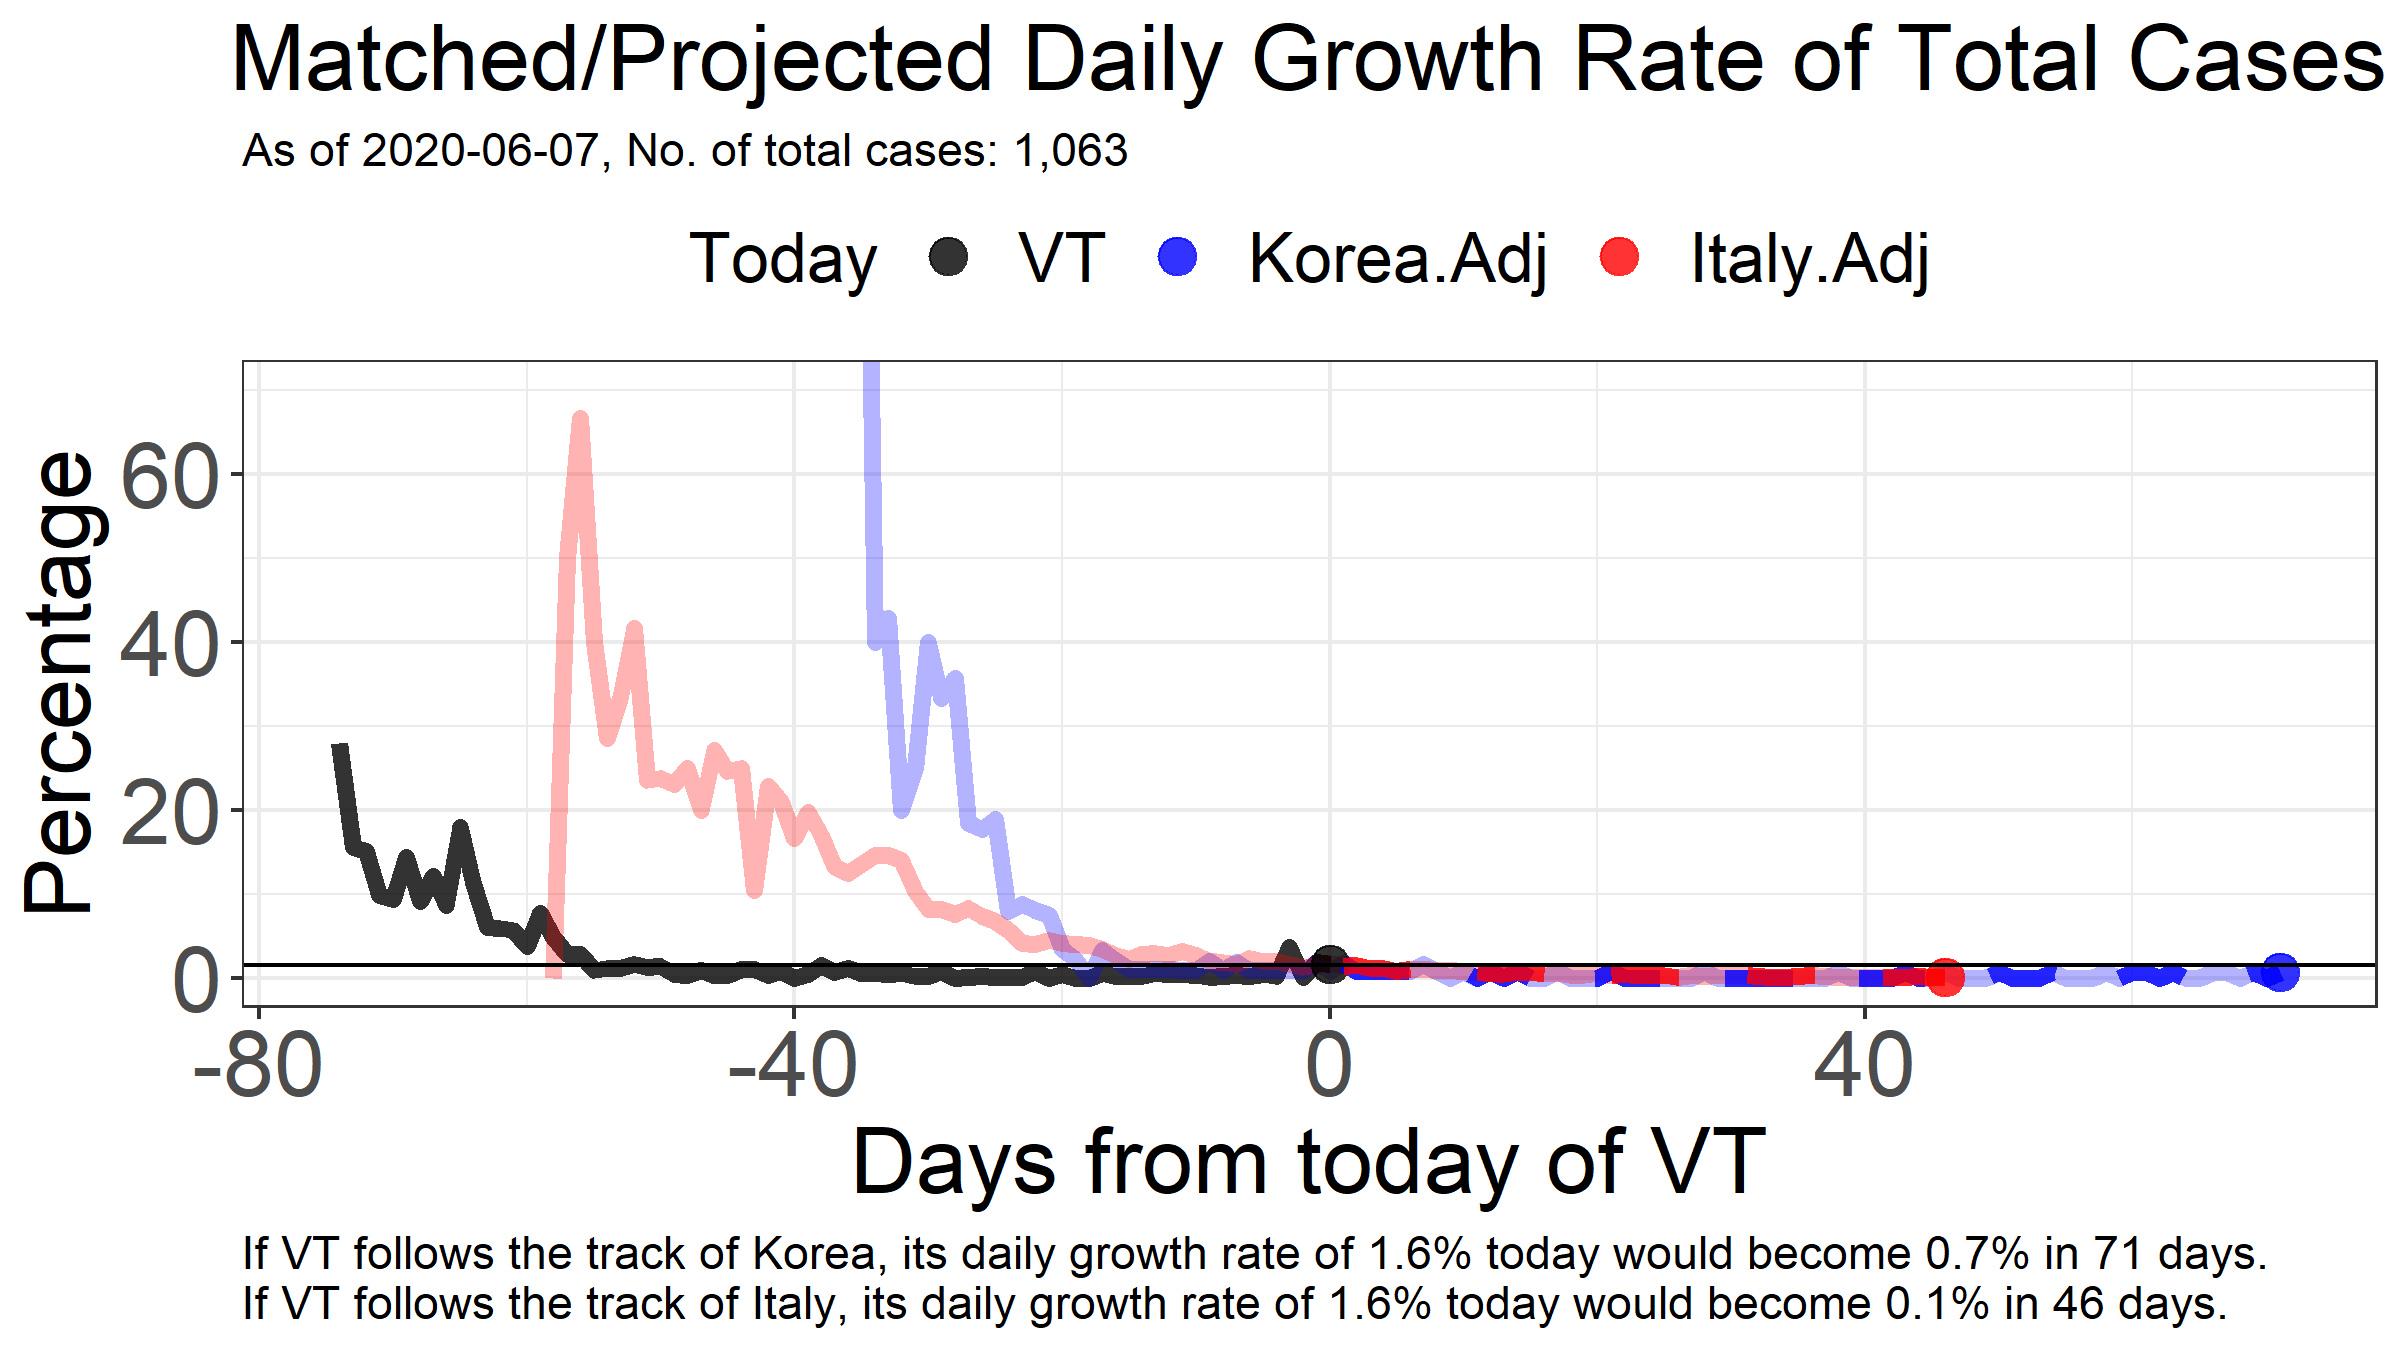 Matched/Projected Daily Growth Rate of Total Cases
As of 2020-06-07, No. of total cases: 1,063
Today VT Korea.Adj Italy.Adj
Percentage
60
40
20
0
-80 -40 0 40
Days from today of VT
If VT follows the track of Korea, its daily growth rate of 1.6% today would become 0.7% in 71 days.
If VT follows the track of Italy, its daily growth rate of 1.6% today would become 0.1% in 46 days.